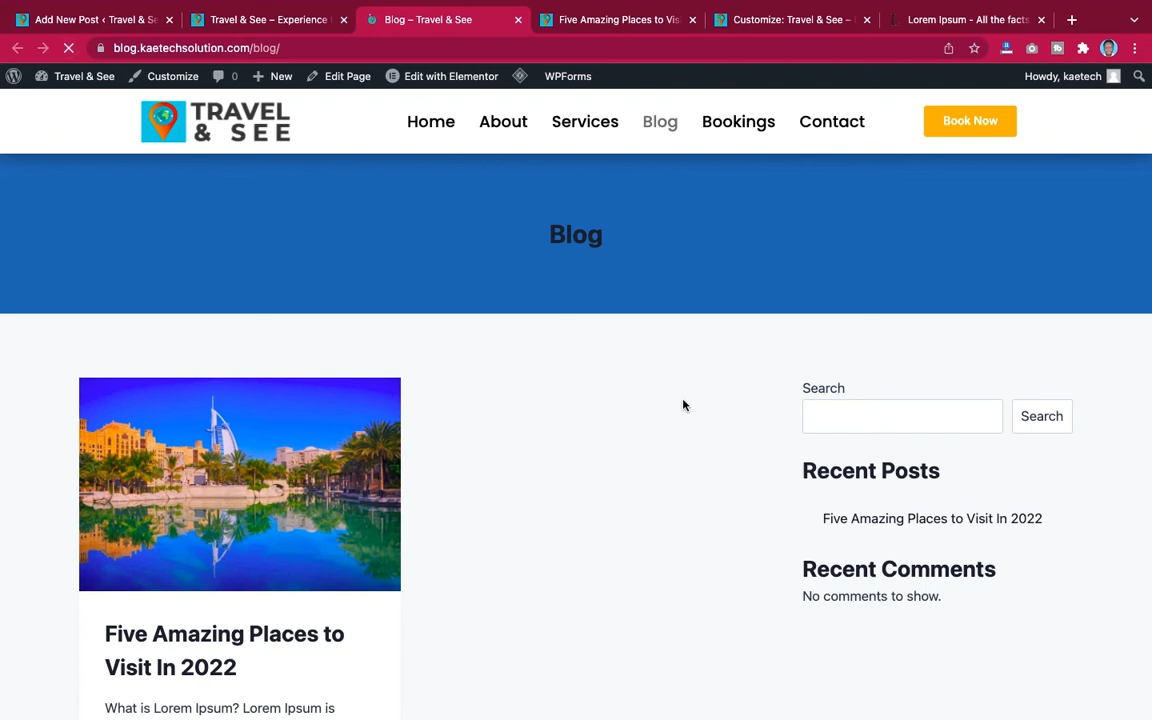 Add New Post ‹ Travel & Se
Travel & See – Experience
Blog – Travel & See
Five Amazing Places to Vis
Customize: Travel & See –
Lorem Ipsum - All the facts
blog.kaetechsolution.com/blog/
Travel & See
Customize
0
New
Edit Page
Edit with Elementor
WPForms
Howdy, kaetech
TRAVEL
& SEE
Home
About
Services
Blog
Bookings
Contact
Book Now
Blog
Search
Search
Recent Posts
Five Amazing Places to Visit In 2022
Recent Comments
No comments to show.
Five Amazing Places to
Visit In 2022
What is Lorem Ipsum? Lorem Ipsum is